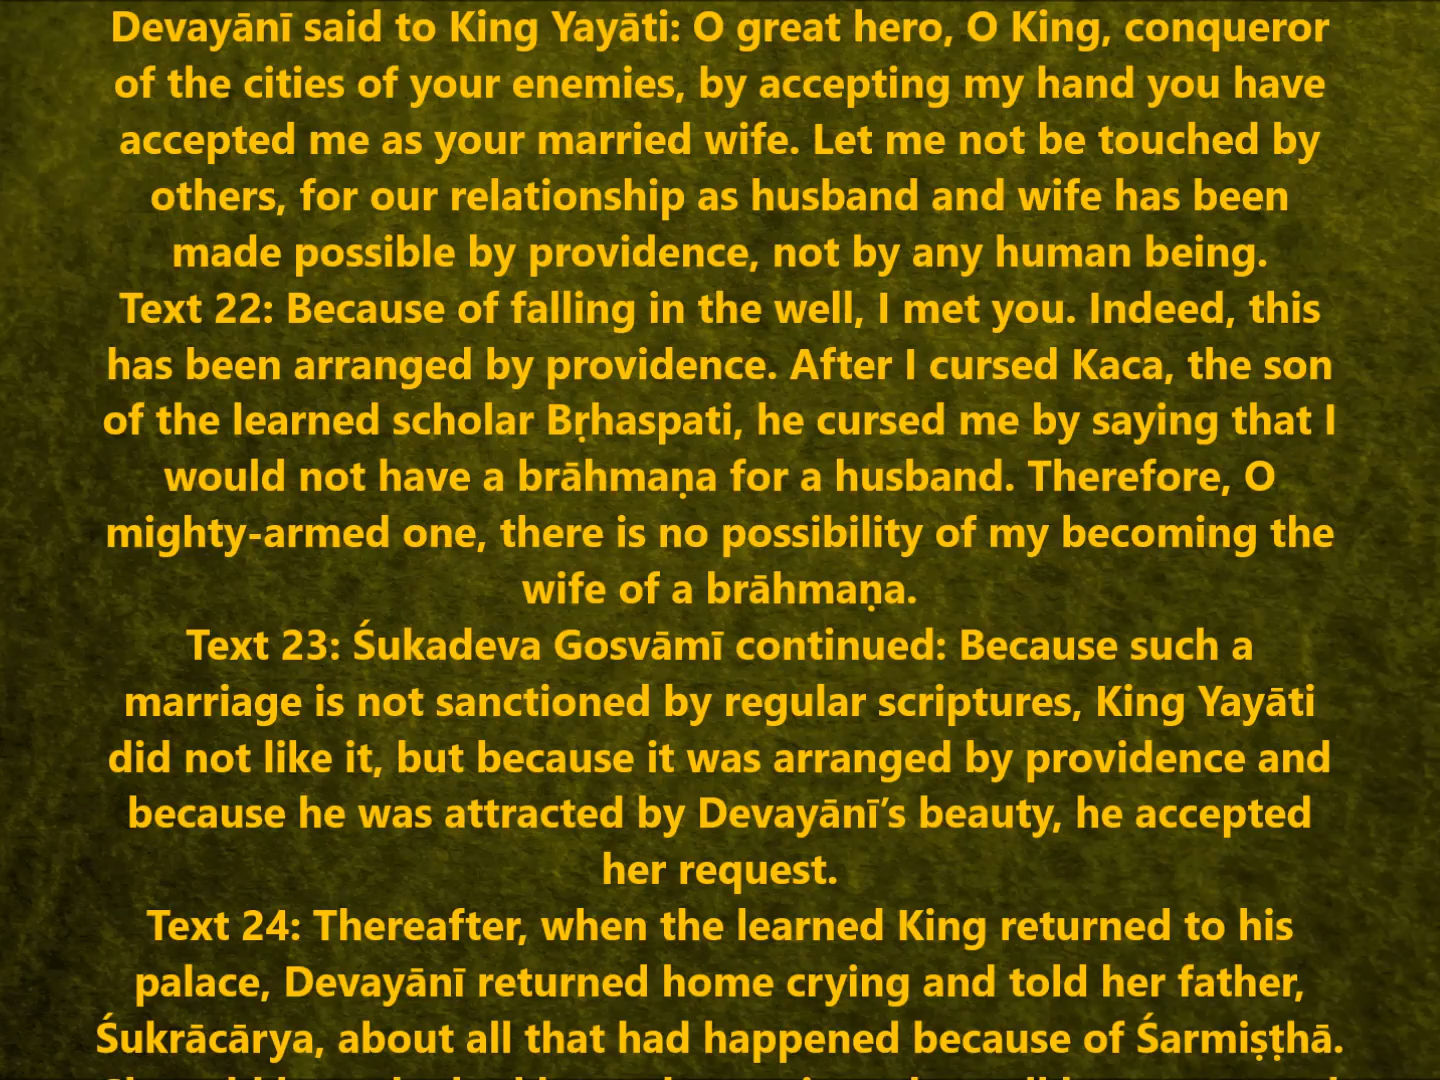 Devayānī said to King Yayāti: O great hero, O King, conqueror
of the cities of your enemies, by accepting my hand you have
accepted me as your married wife. Let me not be touched by
others, for our relationship as husband and wife has been
made possible by providence, not by any human being.
Text 22: Because of falling in the well, I met you. Indeed, this
has been arranged by providence. After I cursed Kaca, the son
of the learned scholar Bṛhaspati, he cursed me by saying that I
would not have a brāhmaṇa for a husband. Therefore, O
mighty-armed one, there is no possibility of my becoming the
wife of a brāhmaṇa.
Text 23: Śukadeva Gosvāmī continued: Because such a
marriage is not sanctioned by regular scriptures, King Yayāti
did not like it, but because it was arranged by providence and
because he was attracted by Devayānī’s beauty, he accepted
her request.
Text 24: Thereafter, when the learned King returned to his
palace, Devayānī returned home crying and told her father,
Śukrācārya, about all that had happened because of Śarmiṣṭhā.